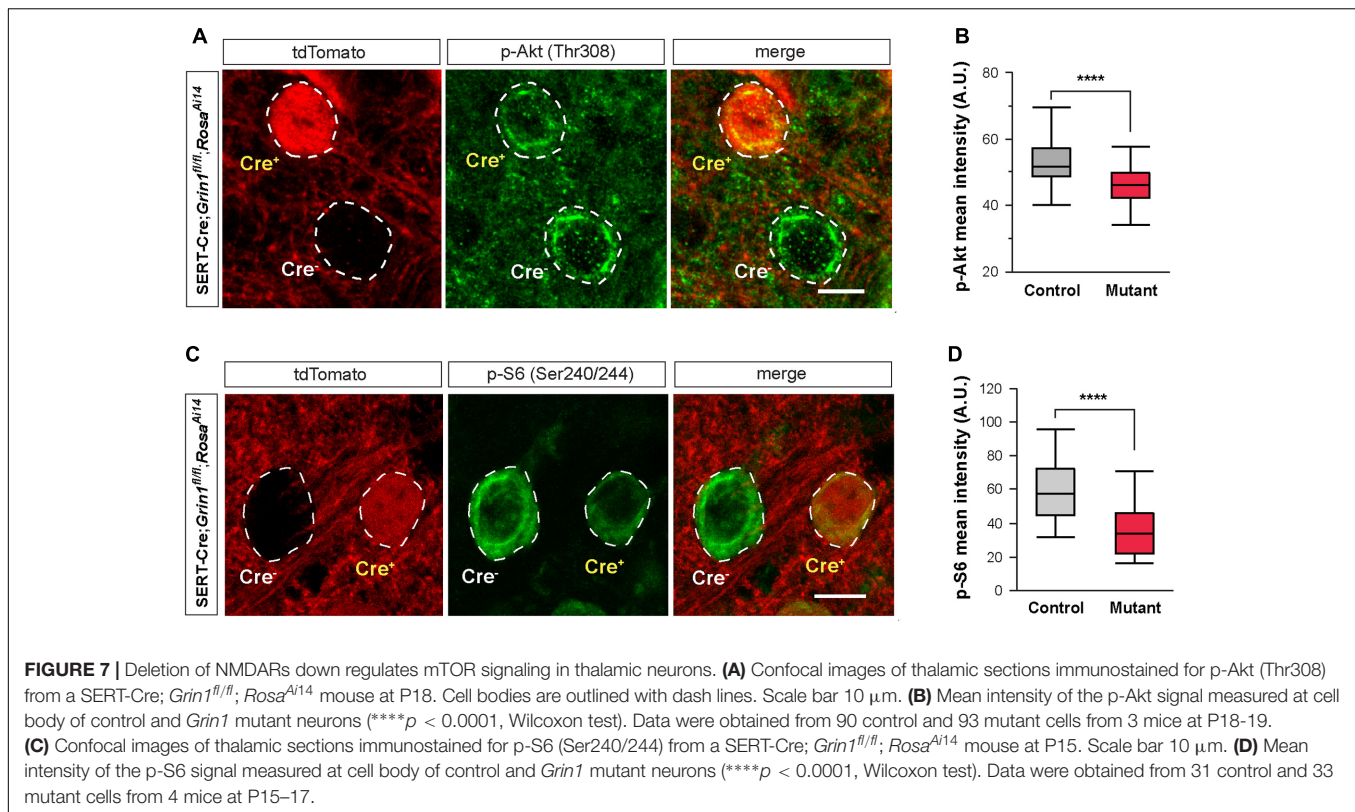 A
tdTomato
p-Akt (Thr308)
merge
SERT-Cre;Grin1fl/fl;RosaAi14
Cre+
Cre-
Cre+
Cre-
Cre+
Cre-
B
p-Akt mean intensity (A.U.)
80
60
40
20
****
Control
Mutant
C
tdTomato
p-S6 (Ser240/244)
merge
SERT-Cre;Grin1fl/fl;RosaAi14
Cre-
Cre+
Cre-
Cre+
Cre-
Cre+
D
p-S6 mean intensity (A.U.)
120
100
80
60
40
20
0
****
Control
Mutant
FIGURE 7 | Deletion of NMDARs down regulates mTOR signaling in thalamic neurons. (A) Confocal images of thalamic sections immunostained for p-Akt (Thr308)
from a SERT-Cre; Grin1fl/fl; RosaAi14 mouse at P18. Cell bodies are outlined with dash lines. Scale bar 10 μm. (B) Mean intensity of the p-Akt signal measured at cell
body of control and Grin1 mutant neurons (****p < 0.0001, Wilcoxon test). Data were obtained from 90 control and 93 mutant cells from 3 mice at P18-19.
(C) Confocal images of thalamic sections immunostained for p-S6 (Ser240/244) from a SERT-Cre; Grin1fl/fl; RosaAi14 mouse at P15. Scale bar 10 μm. (D) Mean
intensity of the p-S6 signal measured at cell body of control and Grin1 mutant neurons (****p < 0.0001, Wilcoxon test). Data were obtained from 31 control and 33
mutant cells from 4 mice at P15–17.